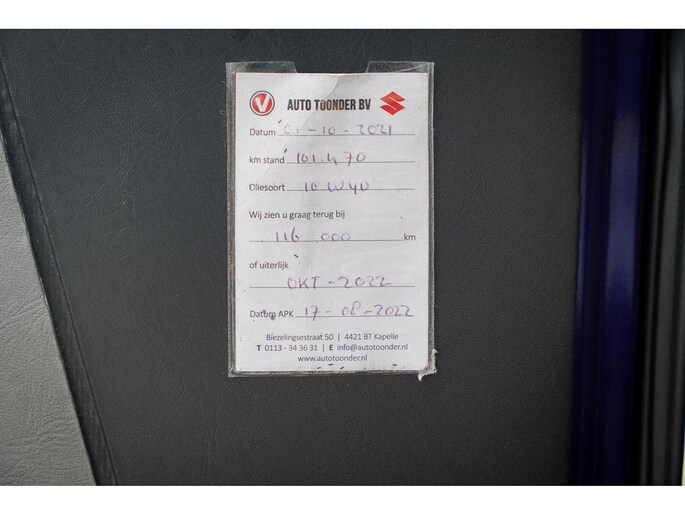 V AUTO TOONDER BV
Datum 01-10-2021
km stand 101.470
Oliesoort 10W40
Wij zien u graag terug bij
116 000 km
of uiterlijk
OKT-2022
Datum APK 17-08-2022
Biezelingsestraat 50 | 4421 BT Kapelle
T 0113 - 34 36 31 | E info@autotoonder.nl
www.autotoonder.nl